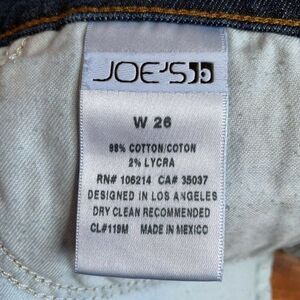 JOE'S
W 26
98% COTTON/COTON
2% LYCRA
RN# 106214 CA# 35037
DESIGNED IN LOS ANGELES
DRY CLEAN RECOMMENDED
CL#119M MADE IN MEXICO